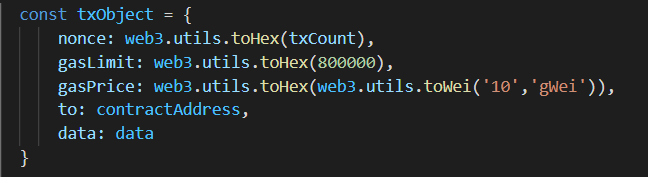 const txObject = {
    nonce: web3.utils.toHex(txCount),
    gasLimit: web3.utils.toHex(800000),
    gasPrice: web3.utils.toHex(web3.utils.toWei('10','gWei')),
    to: contractAddress,
    data: data
}